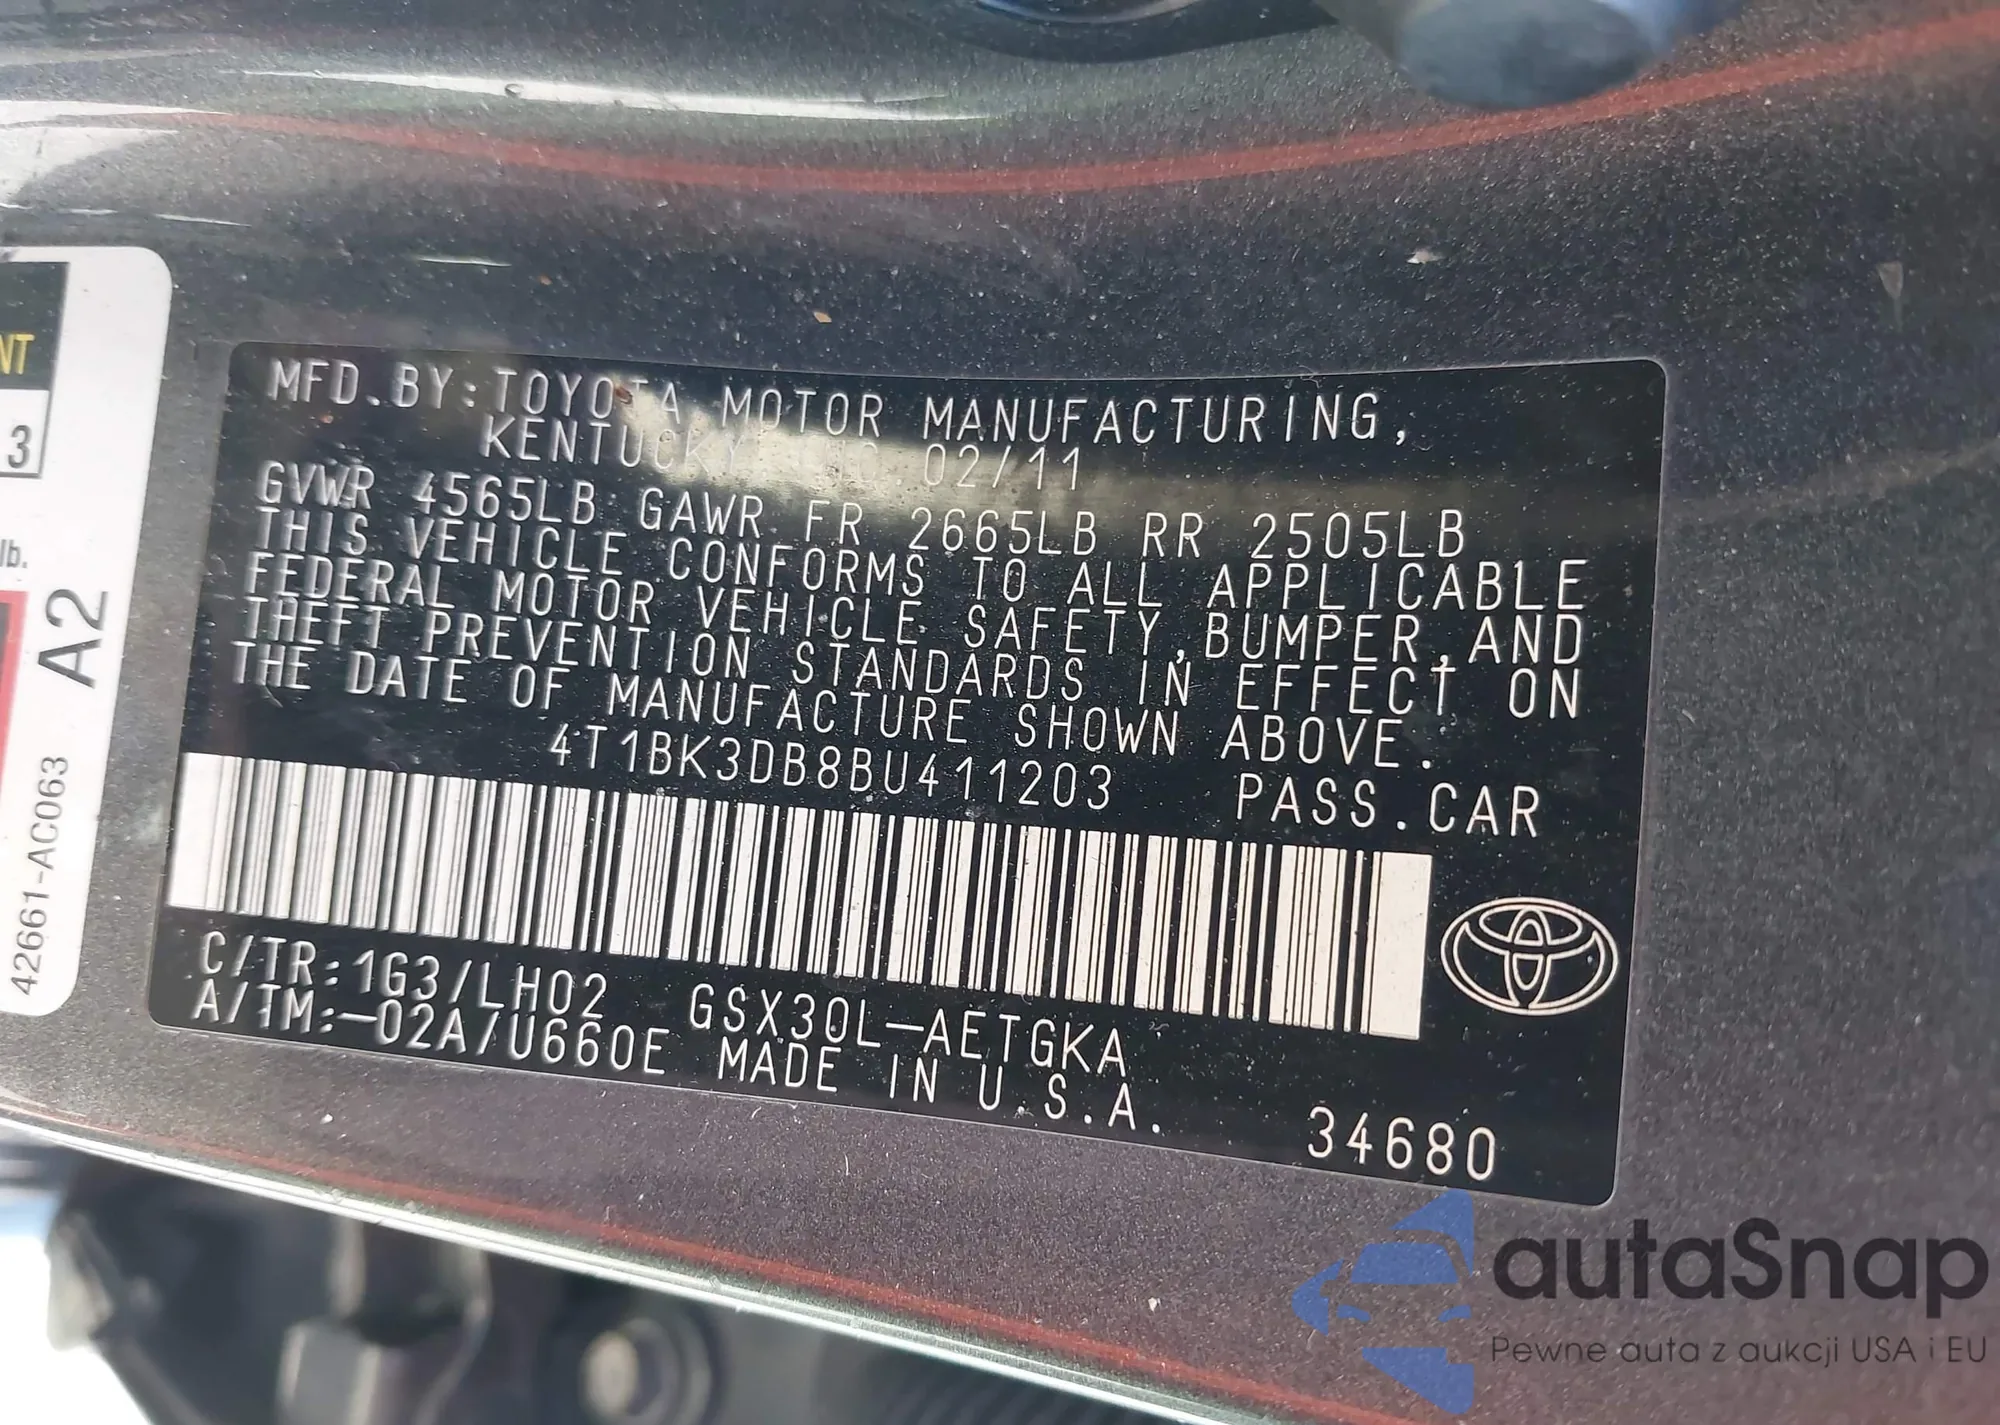 MFD.BY:TOYOTA MOTOR MANUFACTURING,
KENTUCKY 02/11
GVWR 4565LB GAWR FR 2665LB RR 2505LB
THIS VEHICLE CONFORMS TO ALL APPLICABLE
FEDERAL MOTOR VEHICLE SAFETY,BUMPER,AND
THEFT PREVENTION STANDARDS IN EFFECT ON
THE DATE OF MANUFACTURE SHOWN ABOVE.
4T1BK3DB8BU411203 PASS.CAR
C/TR:1G3/LH02 GSX30L-AETGKA
A/TM:-02A/U660E MADE IN U.S.A.
34680
NT
3
lb.
A2
42661-AC063
autaSnap
Pewne auta z aukcji USA i EU